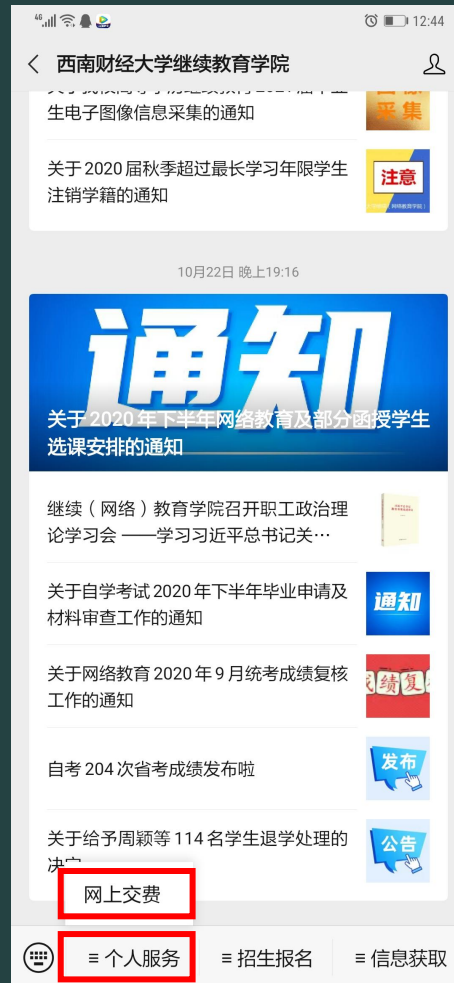 46
12:44
西南财经大学继续教育学院
生电子图像信息采集的通知
采集
关于2020届秋季超过最长学习年限学生
注销学籍的通知
注意
10月22日 晚上19:16
通知
关于2020年下半年网络教育及部分函授学生
选课安排的通知
继续（网络）教育学院召开职工政治理
论学习会 ——学习习近平总书记关…
关于自学考试2020年下半年毕业申请及
材料审查工作的通知
通知
关于网络教育2020年9月统考成绩复核
工作的通知
成绩复
自考204次省考成绩发布啦
发布
关于给予周颖等114名学生退学处理的
公告
网上交费
≡ 个人服务
≡ 招生报名
≡ 信息获取